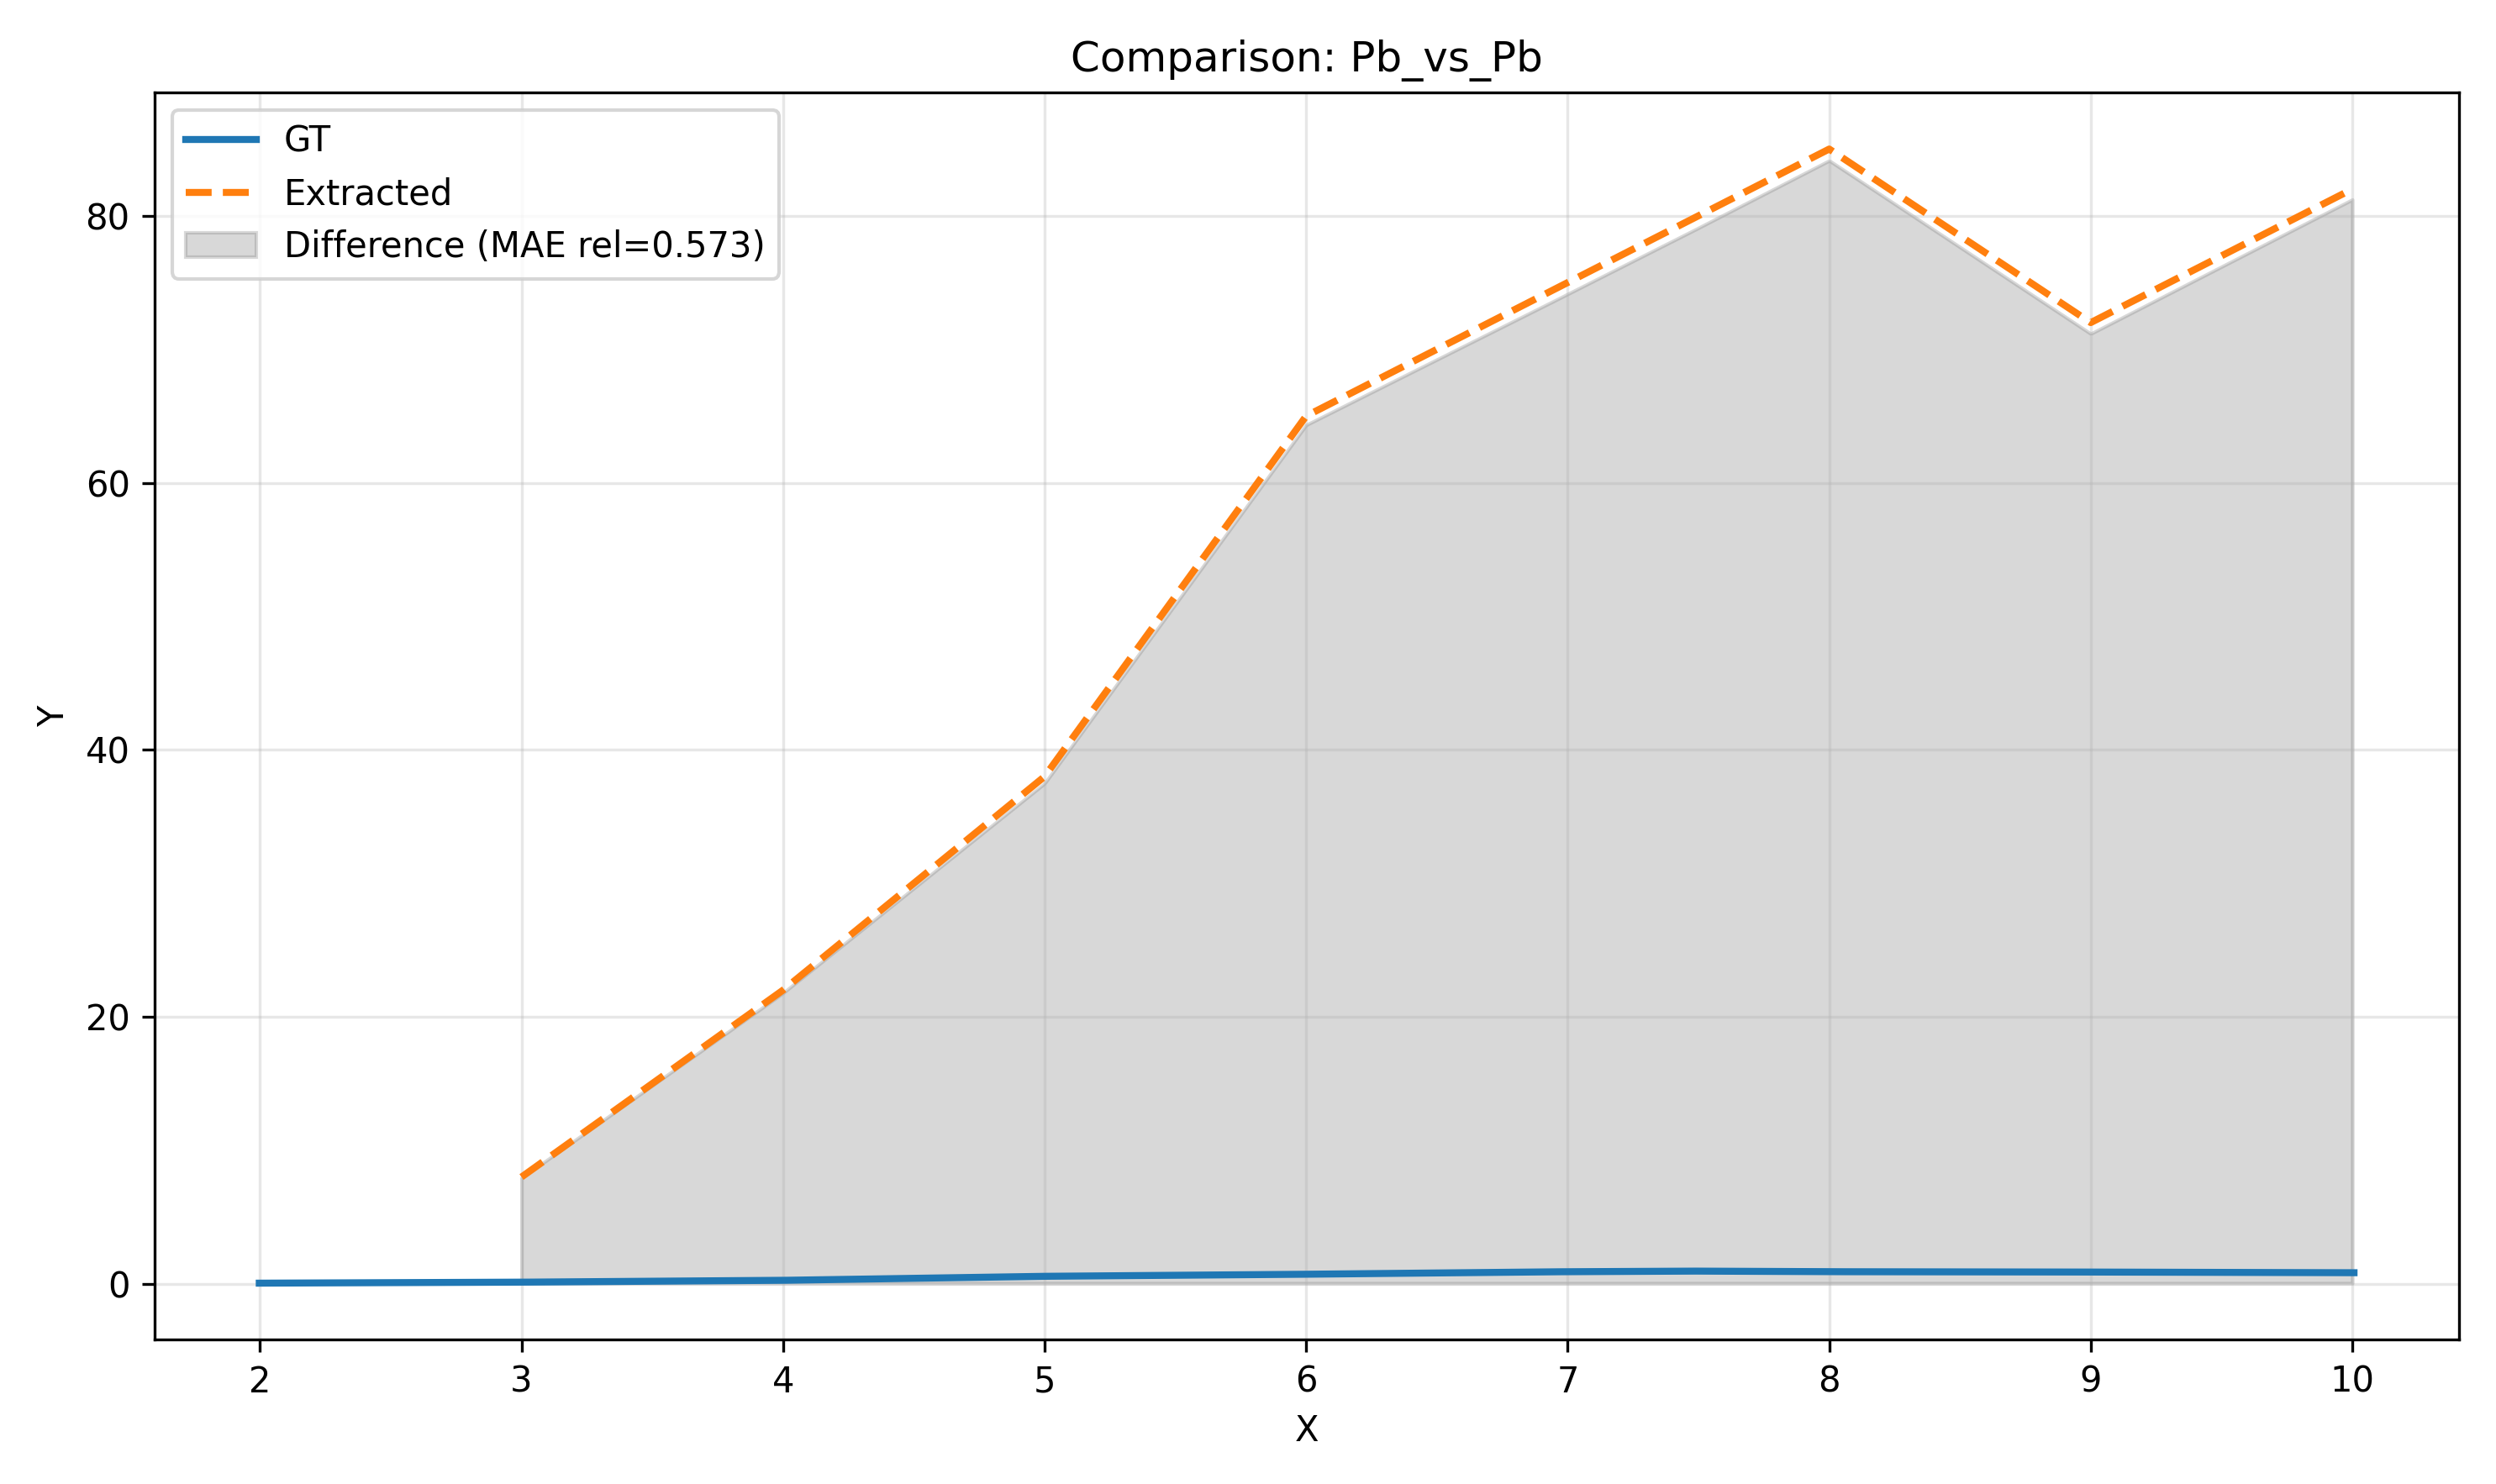 Comparison: Pb_vs_Pb
GT
Extracted
Difference (MAE rel=0.573)
80
60
40
20
0
Y
2 3 4 5 6 7 8 9 10
X